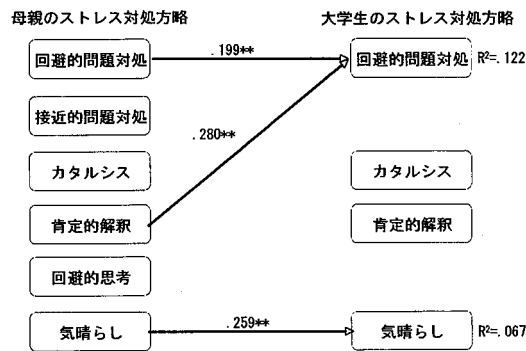 母親のストレス対処方略
大学生のストレス対処方略
回避的問題対処
.199**
回避的問題対処
R²=.122
接近的問題対処
.280**
カタルシス
カタルシス
肯定的解釈
肯定的解釈
回避的思考
気晴らし
.259**
気晴らし
R²=.067